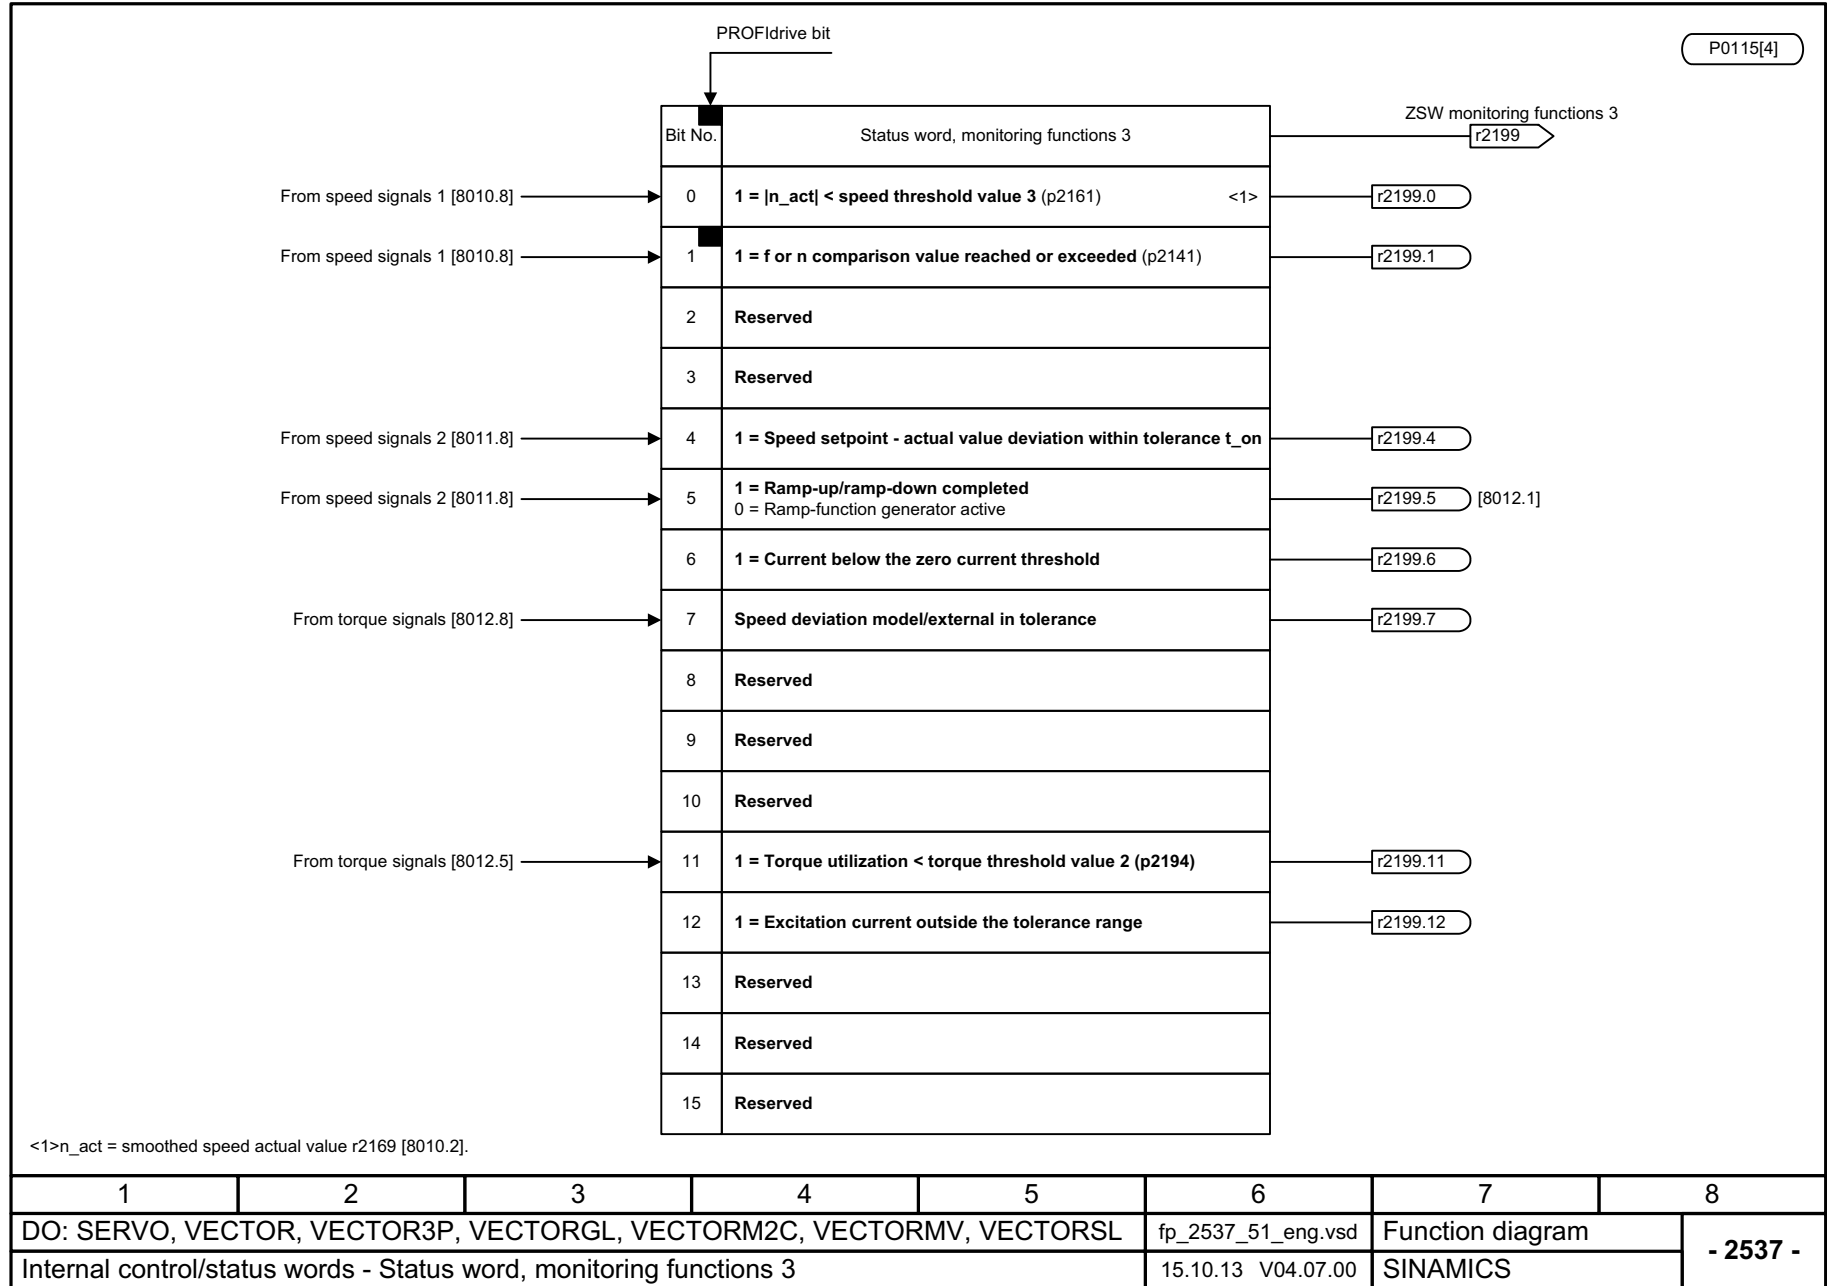 PROFIdrive bit
P0115[4]
ZSW monitoring functions 3
Bit No. Status word, monitoring functions 3 r2199
From speed signals 1 [8010.8] 0 1 = |n_act| < speed threshold value 3 (p2161) <1> r2199.0
From speed signals 1 [8010.8] 1 1 = f or n comparison value reached or exceeded (p2141) r2199.1
2 Reserved
3 Reserved
From speed signals 2 [8011.8] 4 1 = Speed setpoint - actual value deviation within tolerance t_on r2199.4
From speed signals 2 [8011.8] 5 1 = Ramp-up/ramp-down completed r2199.5 [8012.1]
0 = Ramp-function generator active
6 1 = Current below the zero current threshold r2199.6
From torque signals [8012.8] 7 Speed deviation model/external in tolerance r2199.7
8 Reserved
9 Reserved
10 Reserved
From torque signals [8012.5] 11 1 = Torque utilization < torque threshold value 2 (p2194) r2199.11
12 1 = Excitation current outside the tolerance range r2199.12
13 Reserved
14 Reserved
15 Reserved
<1>n_act = smoothed speed actual value r2169 [8010.2].
1 2 3 4 5 6 7 8
DO: SERVO, VECTOR, VECTOR3P, VECTORGL, VECTORM2C, VECTORMV, VECTORSL fp_2537_51_eng.vsd Function diagram - 2537 -
Internal control/status words - Status word, monitoring functions 3 15.10.13 V04.07.00 SINAMICS